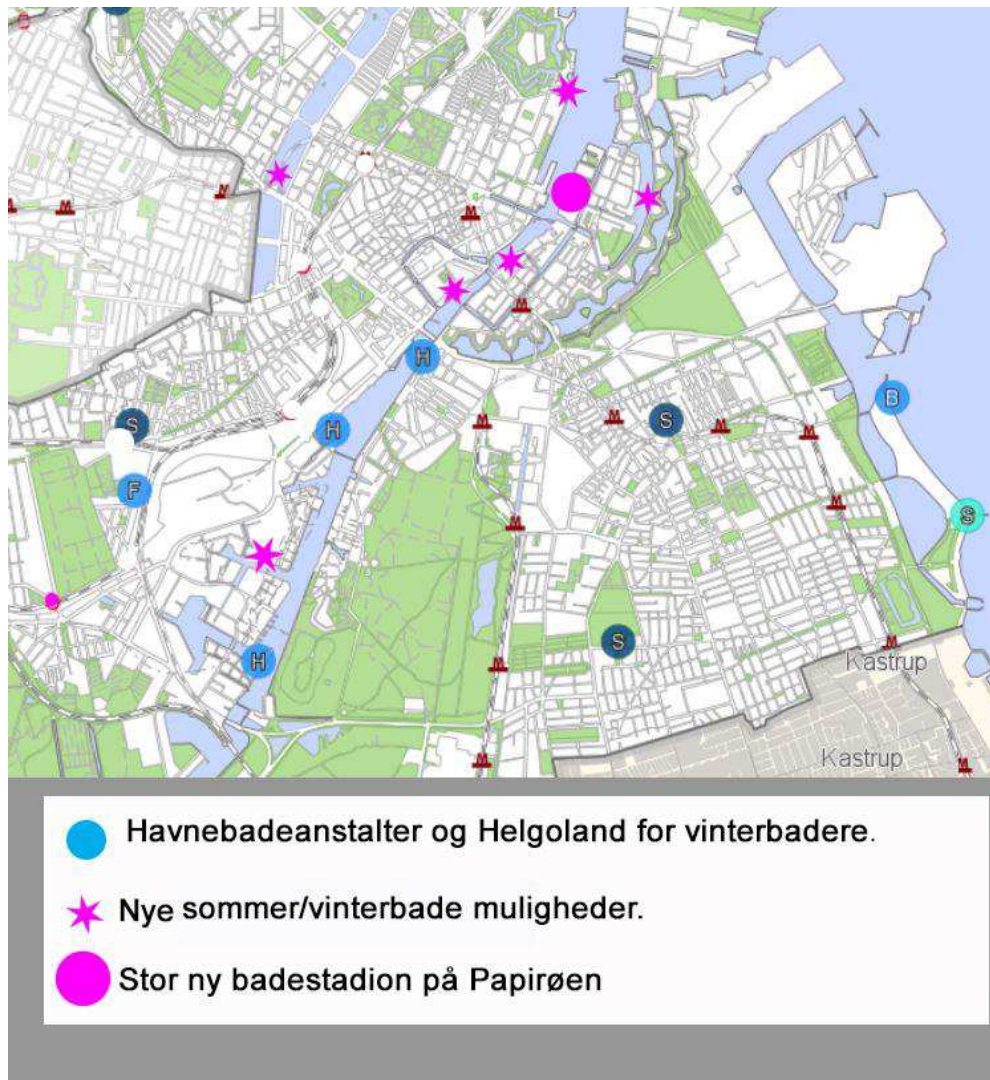 M
M
M
M
M
H
B
S
M
M
S
M
M
H
F
M
M
S
H
S
M
M
Kastrup
M
Kastrup
M
Havnebadeanstalter og Helgoland for vinterbadere.
Nye sommer/vinterbade muligheder.
Stor ny badestadion på Papirøen